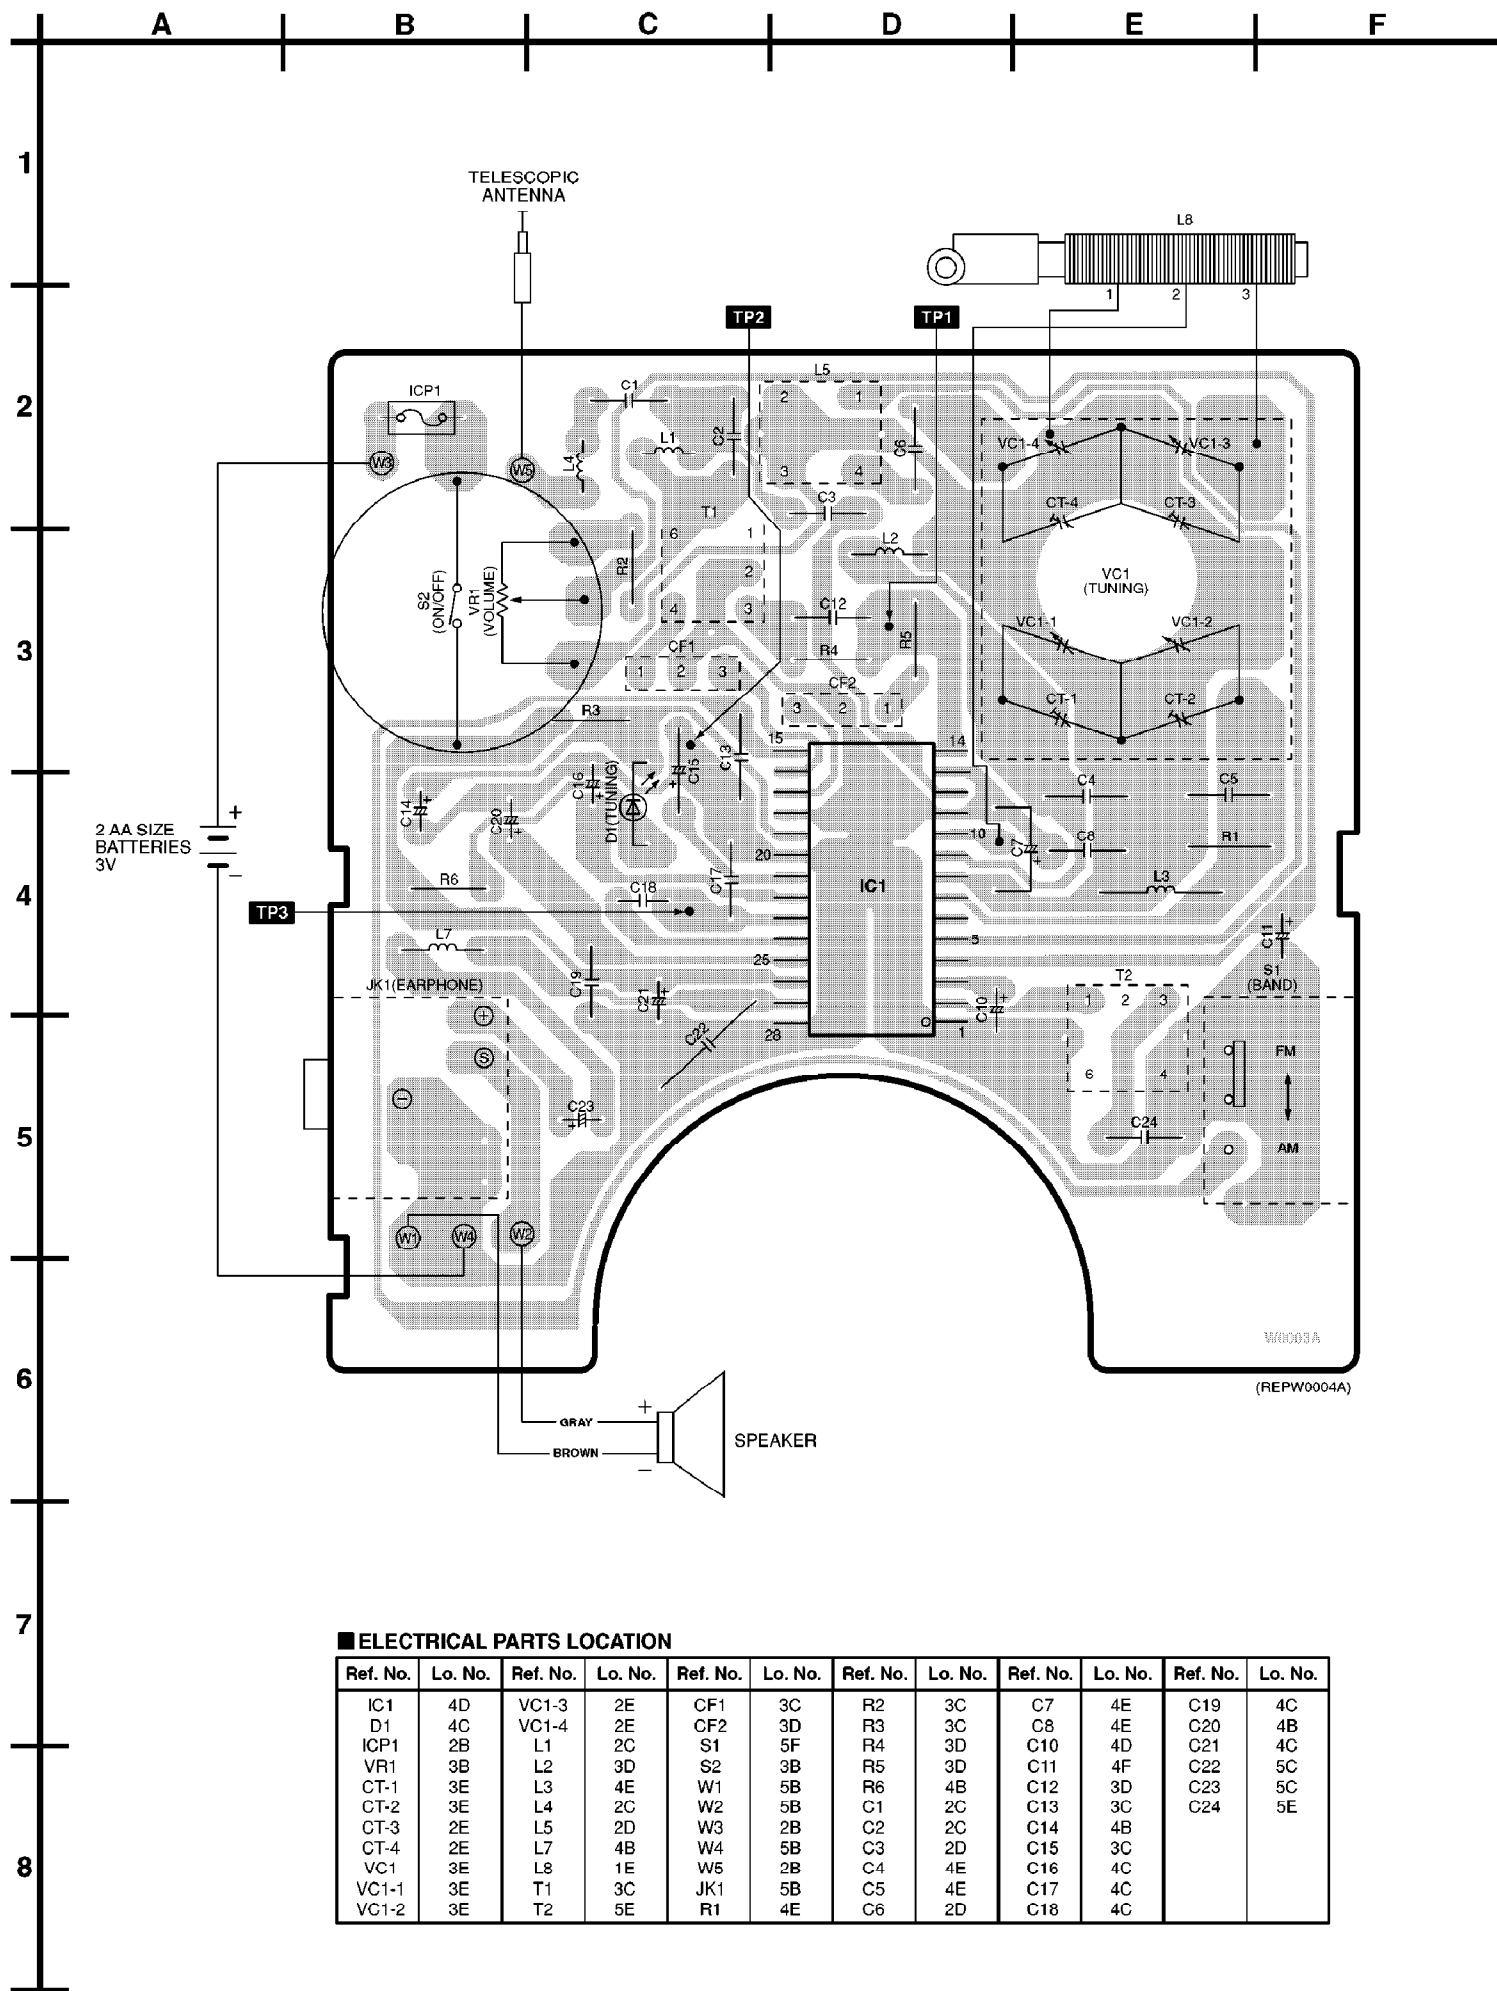 A B C D E F
1
TELESCOPIC
ANTENNA
L8
1 2 3
TP2 TP1
2
ICP1
C1
L5
2 1
3 4
L1
C2
C6
L4
W3
W5
VC1-4 VC1-3
CT-4 CT-3
C3
T1
6 1
2
4 3
L2
R2
VC1
(TUNING)
S2
(ON/OFF)
VR1
(VOLUME)
C12
R5
VC1-1 VC1-2
3
R4
CF1
1 2 3
CF2
3 2 1
CT-1 CT-2
R3
15 14
C13
C15
C16
D1(TUNING)
C14
C20
C4 C5
2 AA SIZE
BATTERIES
3V
+
−
10
C7
C8
R1
20
IC1
C17
C18
R6
L3
4
TP3
L7
5
C11
25
C19
C21
T2
1 2 3
6 4
S1
(BAND)
JK1(EARPHONE)
+
S
−
C10
28 1
C22
FM
AM
C23
+
C24
5
W1 W4 W2
W0003A
6
(REPW0004A)
+
GRAY
BROWN
−
SPEAKER
7
■ ELECTRICAL PARTS LOCATION
Ref. No. Lo. No. Ref. No. Lo. No. Ref. No. Lo. No. Ref. No. Lo. No. Ref. No. Lo. No. Ref. No. Lo. No.
IC1 4D VC1-3 2E CF1 3C R2 3C C7 4E C19 4C
D1 4C VC1-4 2E CF2 3D R3 3C C8 4E C20 4B
ICP1 2B L1 2C S1 5F R4 3D C10 4D C21 4C
VR1 3B L2 3D S2 3B R5 3D C11 4F C22 5C
CT-1 3E L3 4E W1 5B R6 4B C12 3D C23 5C
CT-2 3E L4 2C W2 5B C1 2C C13 3C C24 5E
CT-3 2E L5 2D W3 2B C2 2C C14 4B
CT-4 2E L7 4B W4 5B C3 2D C15 3C
8
VC1 3E L8 1E W5 2B C4 4E C16 4C
VC1-1 3E T1 3C JK1 5B C5 4E C17 4C
VC1-2 3E T2 5E R1 4E C6 2D C18 4C